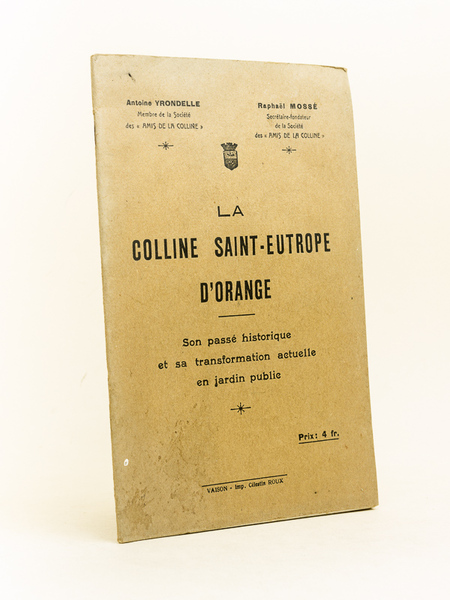 Antoine YRONDELLE
Membre de la Société
des « AMIS DE LA COLLINE »
Raphaël MOSSÉ
Secrétaire-fondateur
de la Société
des « AMIS DE LA COLLINE »
LA
COLLINE SAINT-EUTROPE
D'ORANGE
Son passé historique
et sa transformation actuelle
en jardin public
Prix : 4 fr.
VAISON - Imp. Célestin ROUX